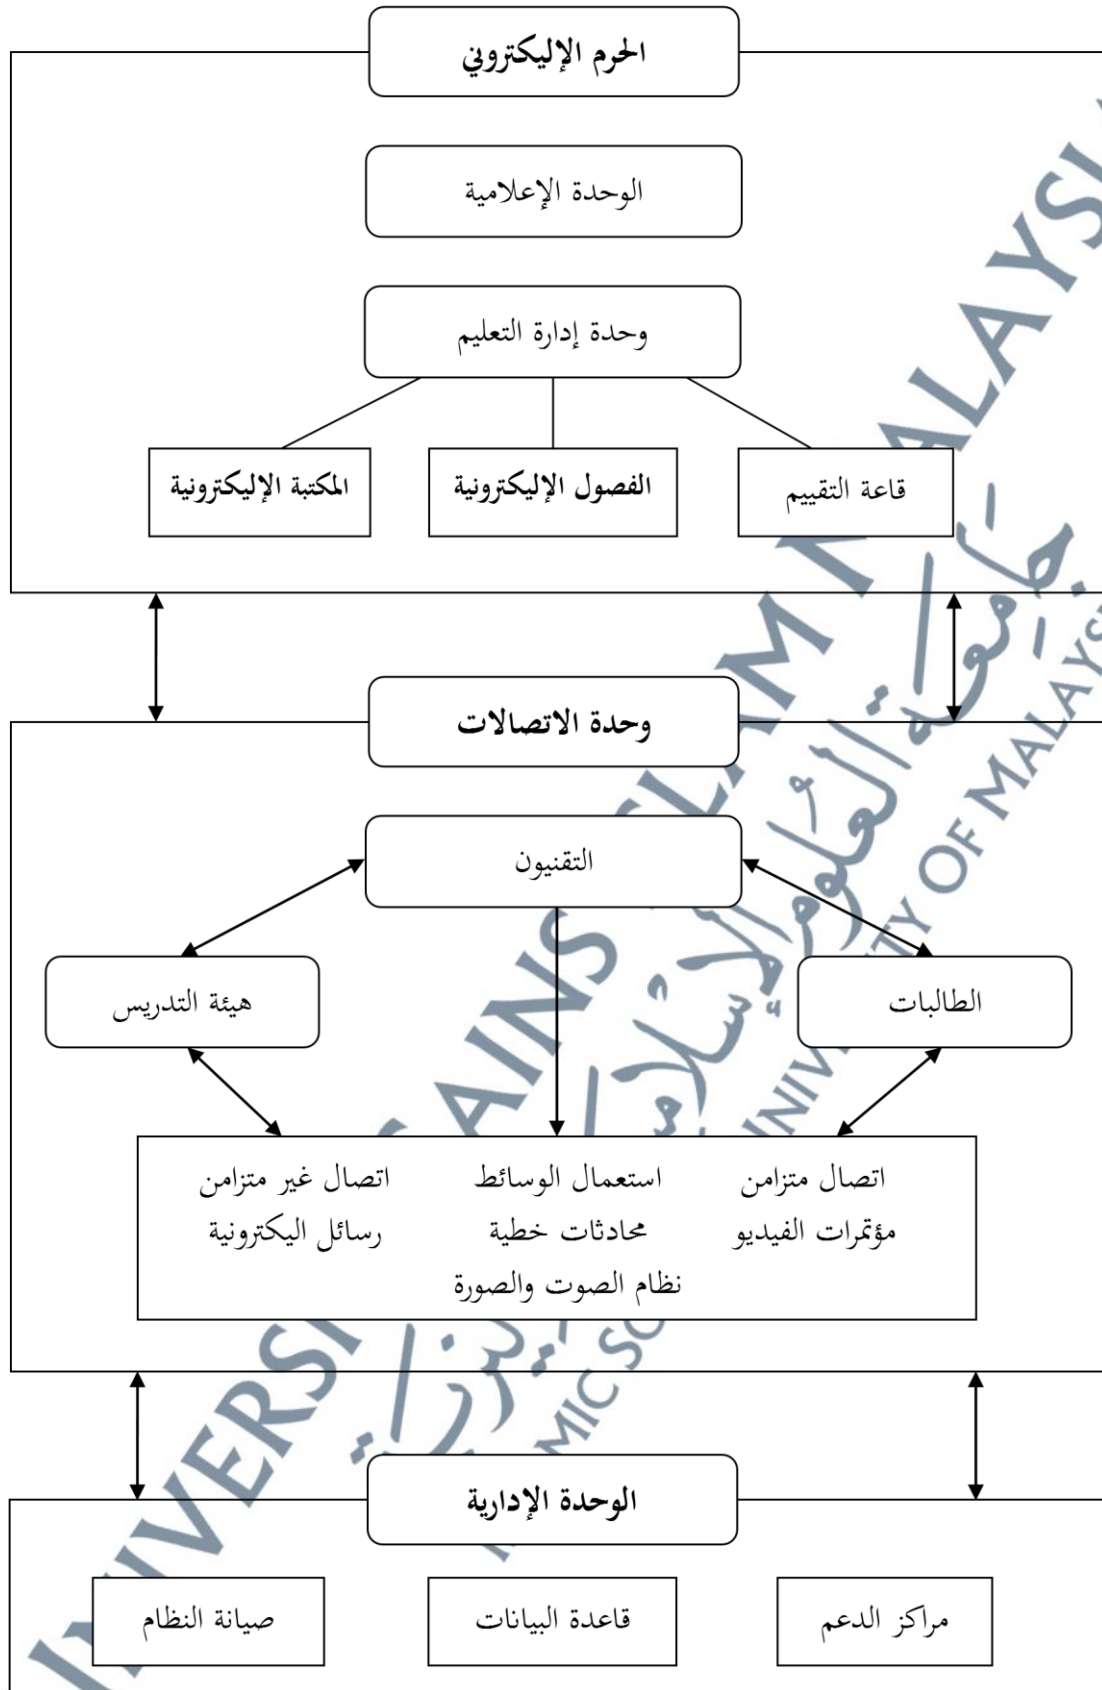 الحرم الإليكتروني
الوحدة الإعلامية
وحدة إدارة التعليم
قاعة التقييم
الفصول الإليكترونية
المكتبة الإليكترونية
وحدة الاتصالات
التقنيون
الطالبات
هيئة التدريس
اتصال متزامن
مؤتمرات الفيديو
استعمال الوسائط
محادثات خطية
نظام الصوت والصورة
اتصال غير متزامن
رسائل اليكترونية
الوحدة الإدارية
مراكز الدعم
قاعدة البيانات
صيانة النظام